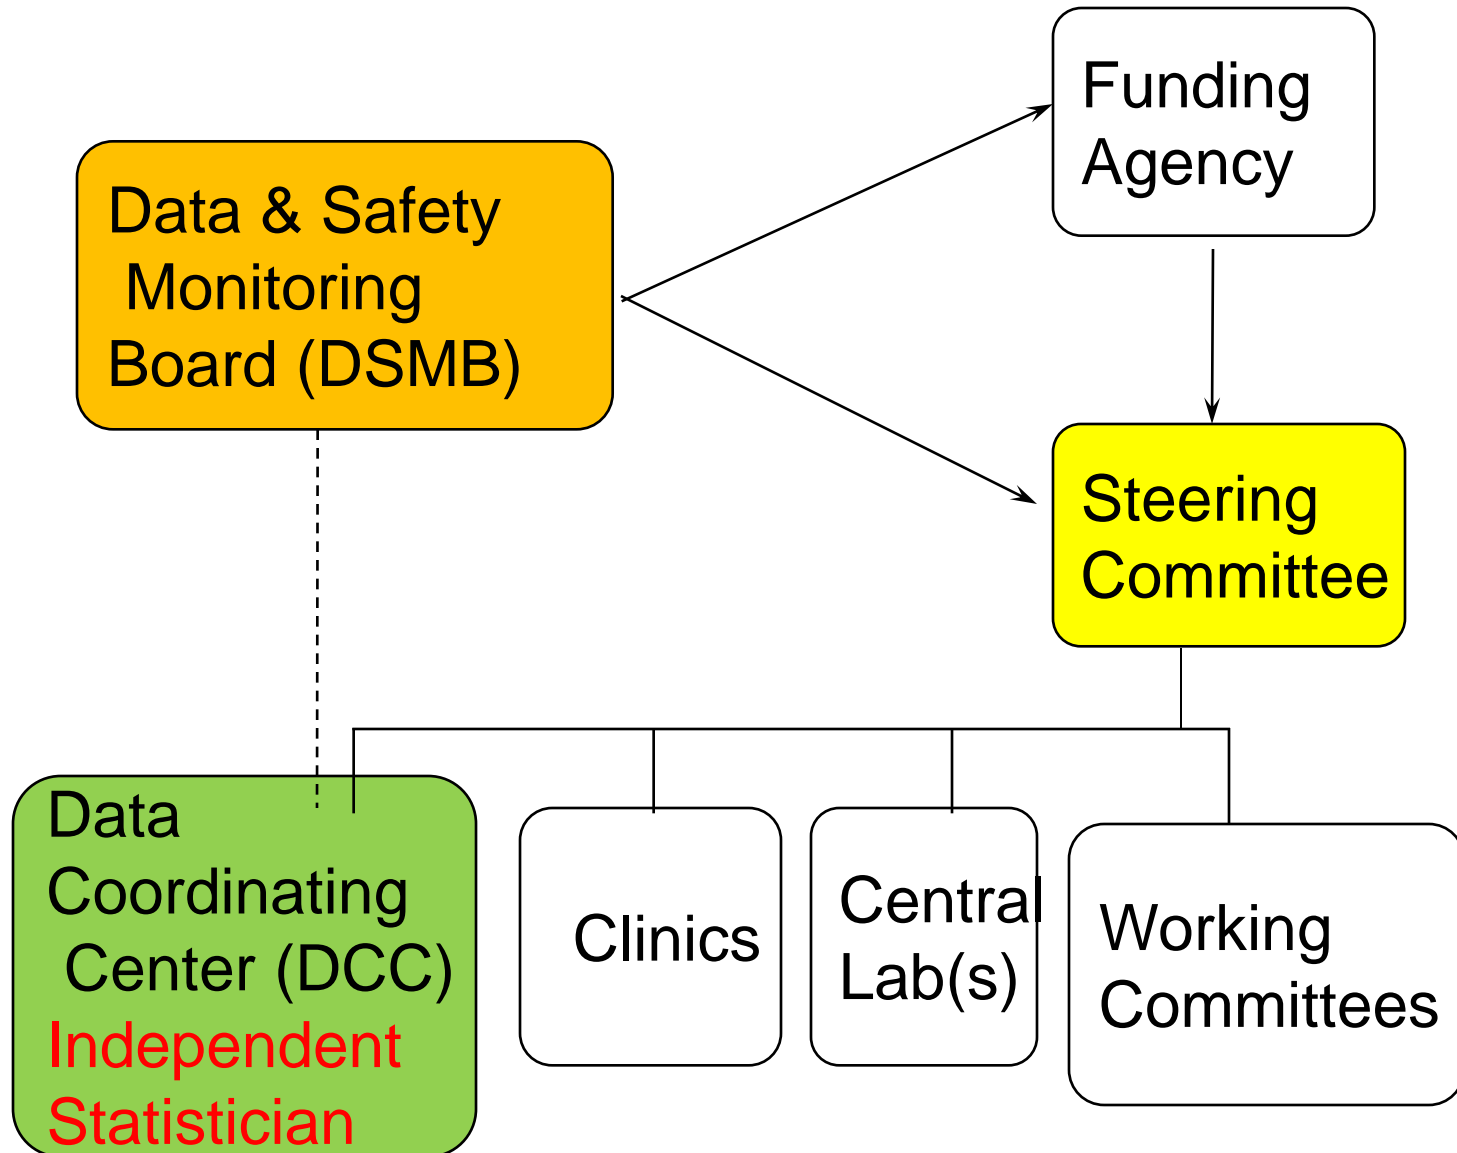 Funding
Agency
Data & Safety
Monitoring
Board (DSMB)
Steering
Committee
Data
Coordinating
Center (DCC)
Independent
Statistician
Clinics
Central
Lab(s)
Working
Committees